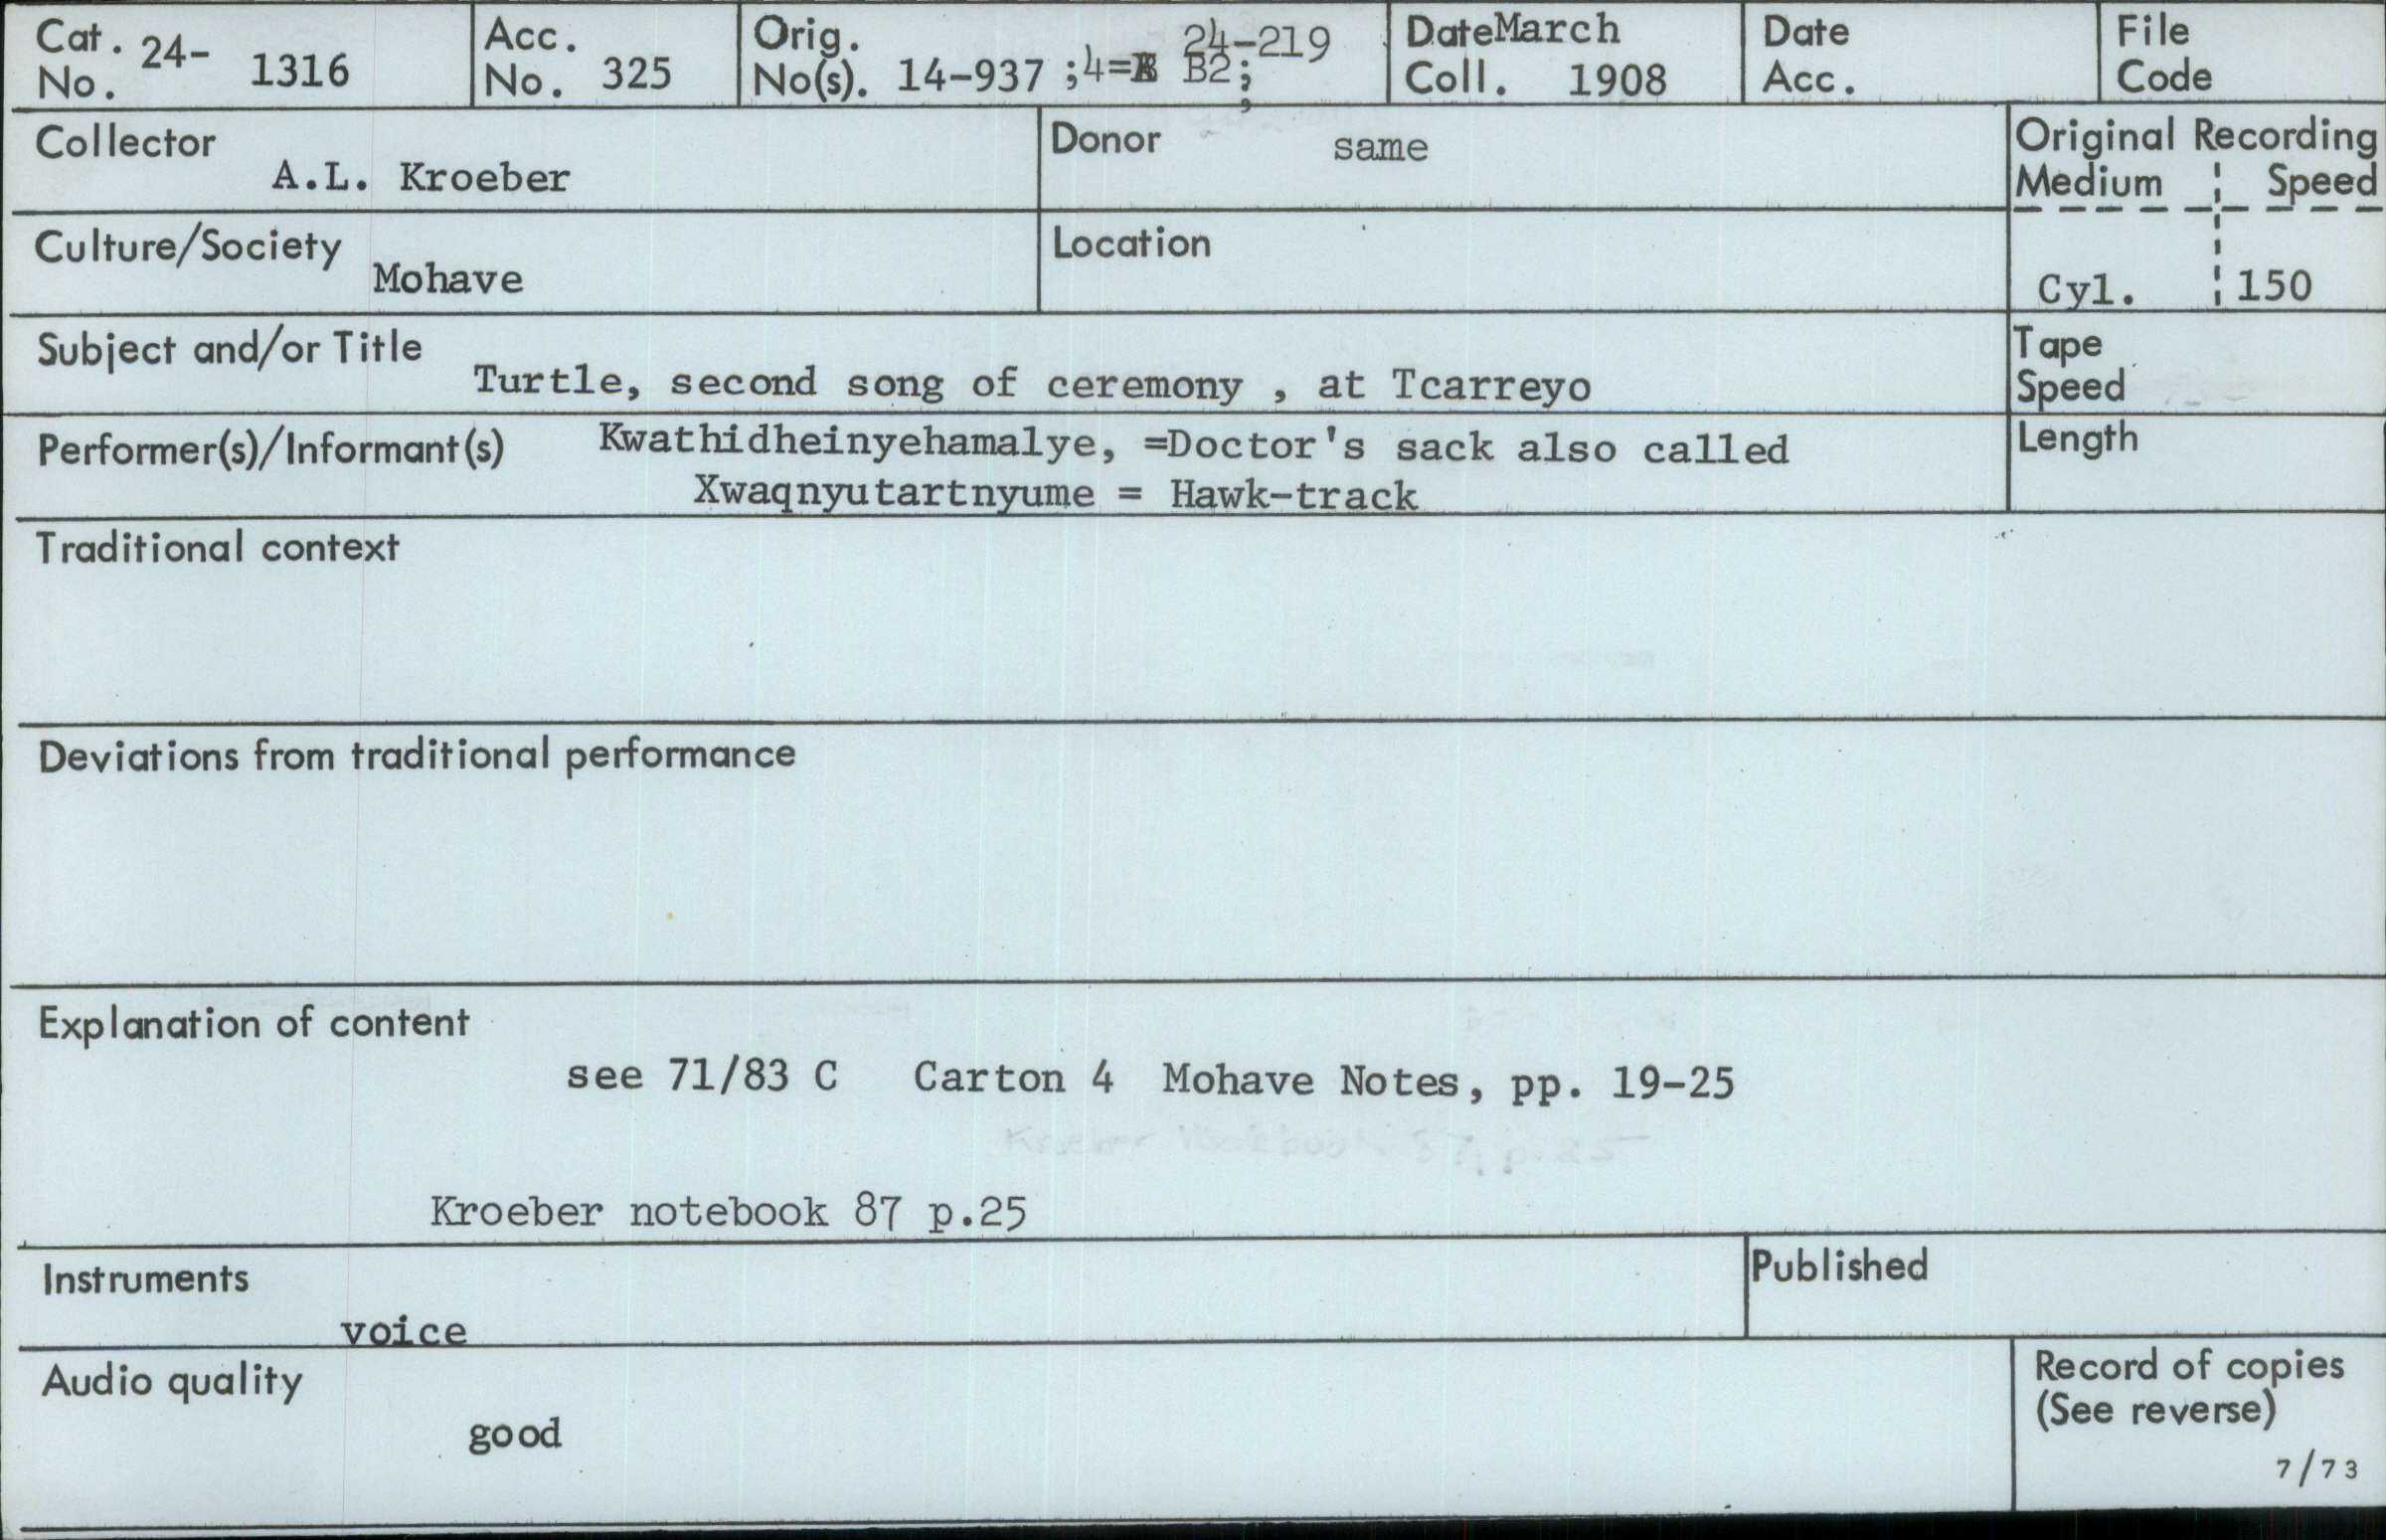 Cat. No. 24- 1316
Acc. No. 325
Orig. No(s). 14-937 ;4= B2; 24-219
Date Coll. March 1908
Date Acc.
File Code
Collector
A.L. Kroeber
Donor same
Original Recording
Medium Speed
Cyl. 150
Culture/Society
Mohave
Location
Subject and/or Title
Turtle, second song of ceremony , at Tcarreyo
Tape Speed
Performer(s)/Informant(s) Kwathidheinyehamalye, =Doctor's sack also called
Xwaqnyutartnyume = Hawk-track
Length
Traditional context
Deviations from traditional performance
Explanation of content
see 71/83 C Carton 4 Mohave Notes, pp. 19-25
Kroeber notebook 87 p.25
Instruments
voice
Published
Audio quality
good
Record of copies
(See reverse)
7/73